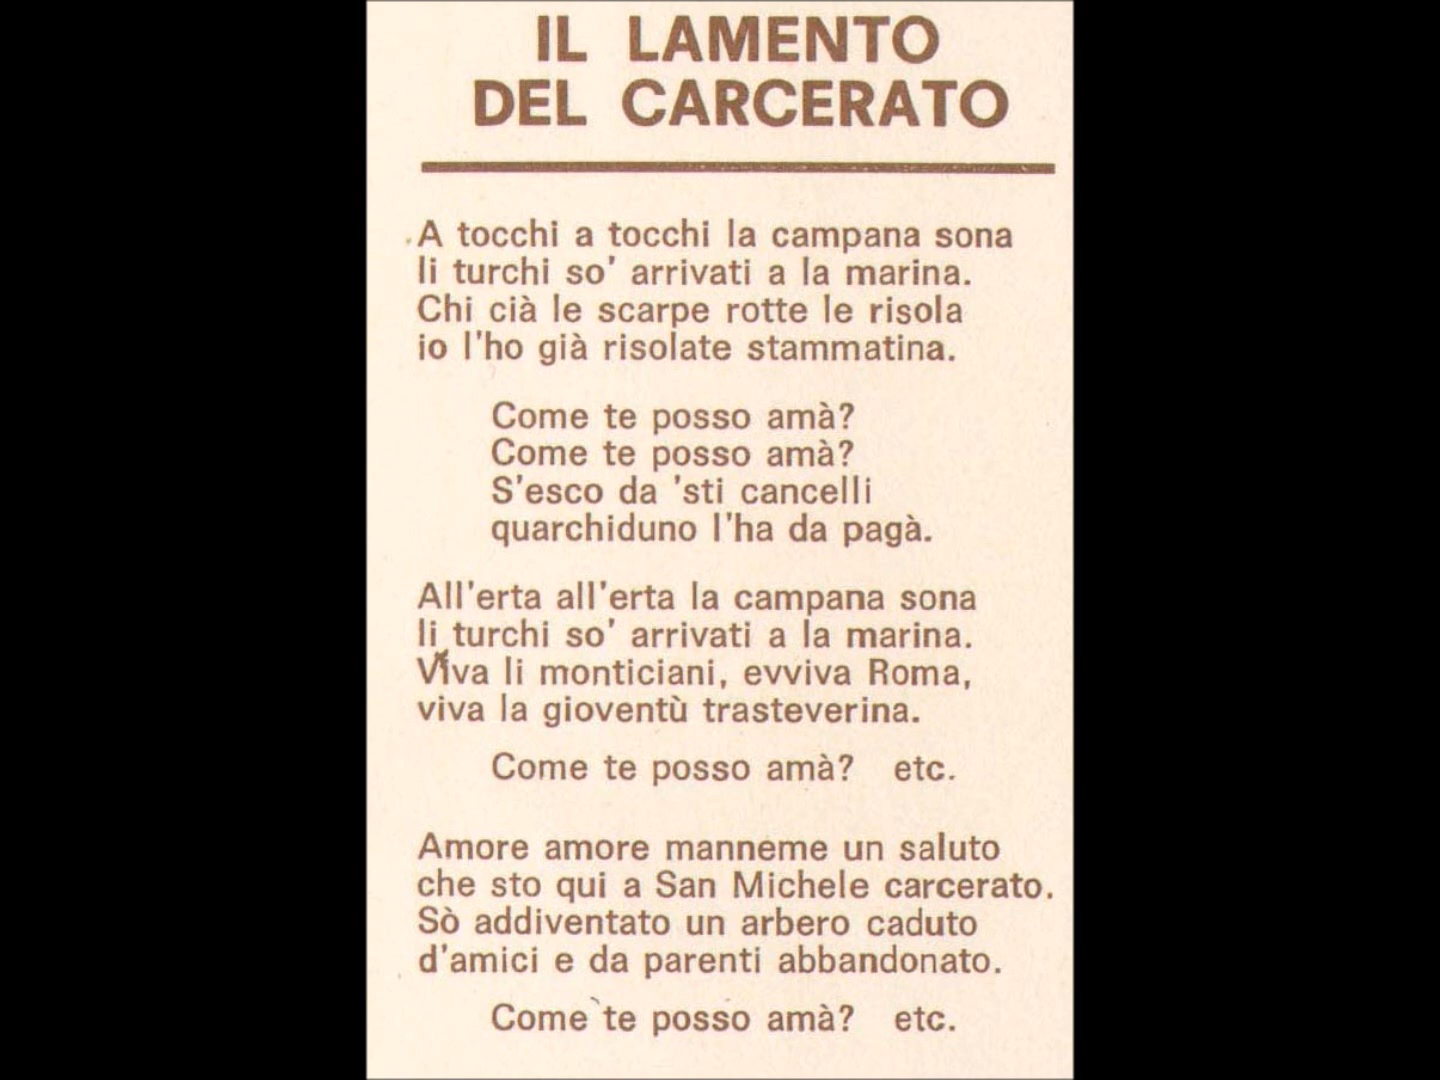 IL LAMENTO
DEL CARCERATO
A tocchi a tocchi la campana sona
li turchi so' arrivati a la marina.
Chi cià le scarpe rotte le risola
io l'ho già risolate stammatina.
Come te posso amà?
Come te posso amà?
S'esco da 'sti cancelli
quarchiduno l'ha da pagà.
All'erta all'erta la campana sona
li turchi so' arrivati a la marina.
Viva li monticiani, evviva Roma,
viva la gioventù trasteverina.
Come te posso amà? etc.
Amore amore manneme un saluto
che sto qui a San Michele carcerato.
Sò addiventato un arbero caduto
d'amici e da parenti abbandonato.
Come te posso amà? etc.